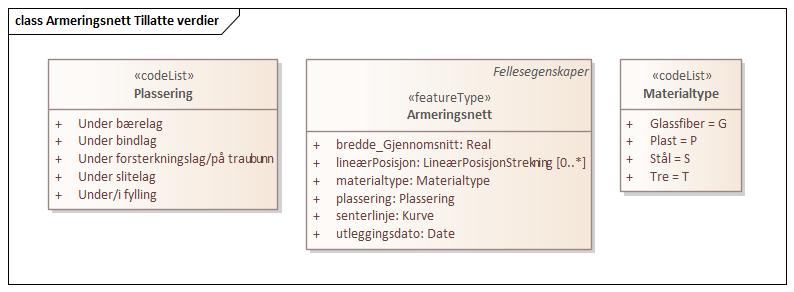 class Armeringsnett Tillatte verdier
«codeList»
Plassering
+ Under bærelag
+ Under bindlag
+ Under forsterkningslag/på traubunn
+ Under slitelag
+ Under/i fylling
Fellesegenskaper
«featureType»
Armeringsnett
+ bredde_Gjennomsnitt: Real
+ lineærPosisjon: LineærPosisjonStrekning [0..*]
+ materialtype: Materialtype
+ plassering: Plassering
+ senterlinje: Kurve
+ utleggingsdato: Date
«codeList»
Materialtype
+ Glassfiber = G
+ Plast = P
+ Stål = S
+ Tre = T